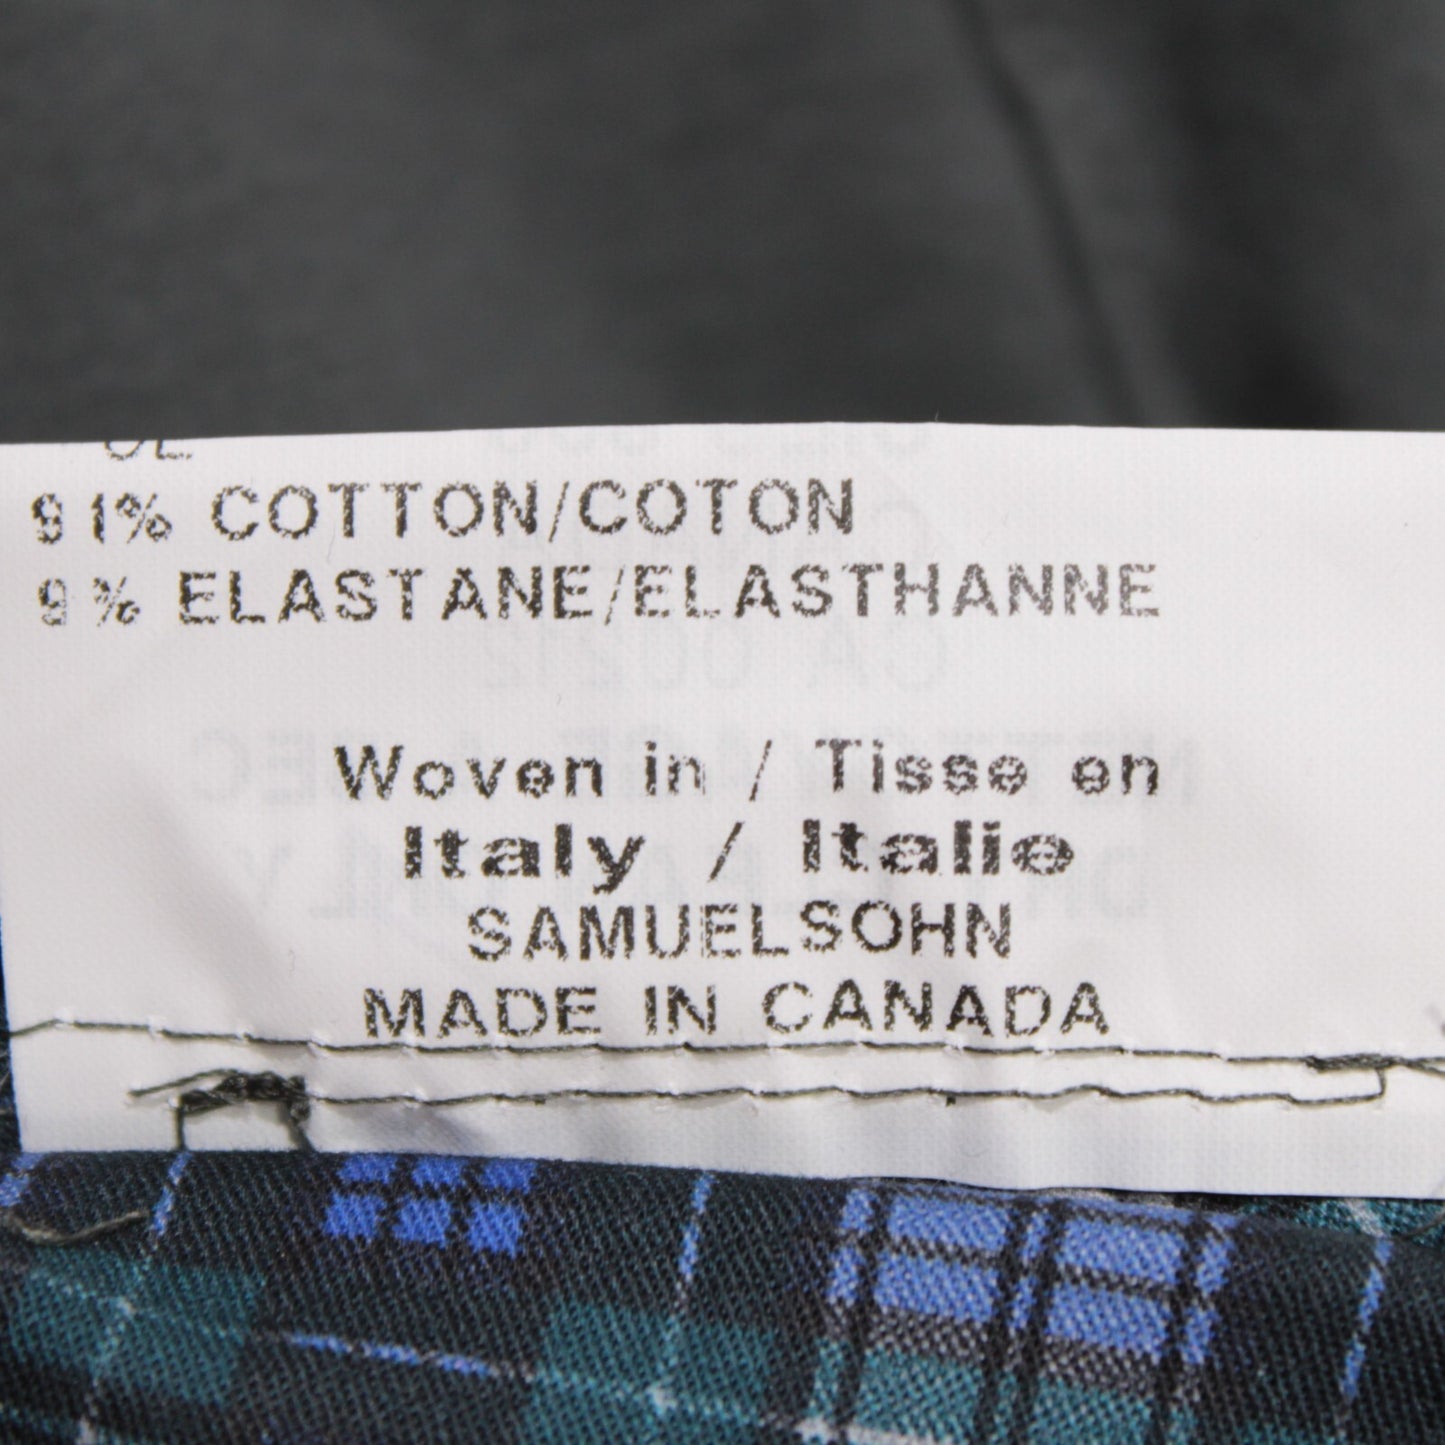 91% COTTON/COTON
9% ELASTANE/ELASTHANNE
Woven in / Tisse en
Italy / Italie
SAMUELSOHN
MADE IN CANADA